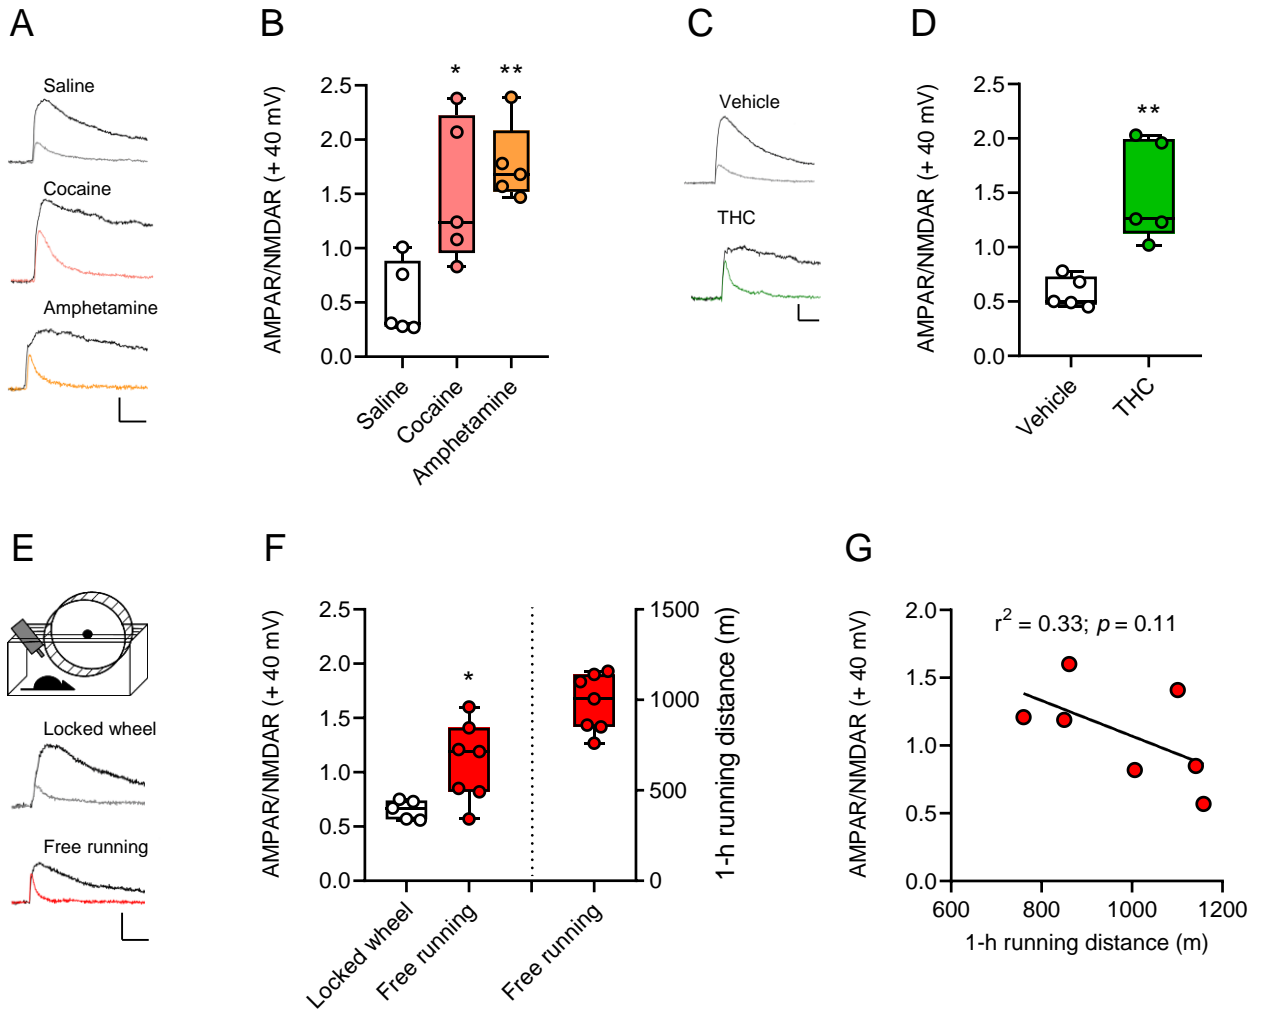 A
Saline
Cocaine
Amphetamine
B
AMPAR/NMDAR (+ 40 mV)
2.5
2.0
1.5
1.0
0.5
0.0
*
**
Saline
Cocaine
Amphetamine
C
Vehicle
THC
D
AMPAR/NMDAR (+ 40 mV)
2.5
2.0
1.5
1.0
0.5
0.0
**
Vehicle
THC
E
Locked wheel
Free running
F
AMPAR/NMDAR (+ 40 mV)
2.5
2.0
1.5
1.0
0.5
0.0
*
1500
1000
500
0
1-h running distance (m)
Locked wheel
Free running
Free running
G
AMPAR/NMDAR (+ 40 mV)
2.0
1.5
1.0
0.5
0.0
r² = 0.33; p = 0.11
600 800 1000 1200
1-h running distance (m)